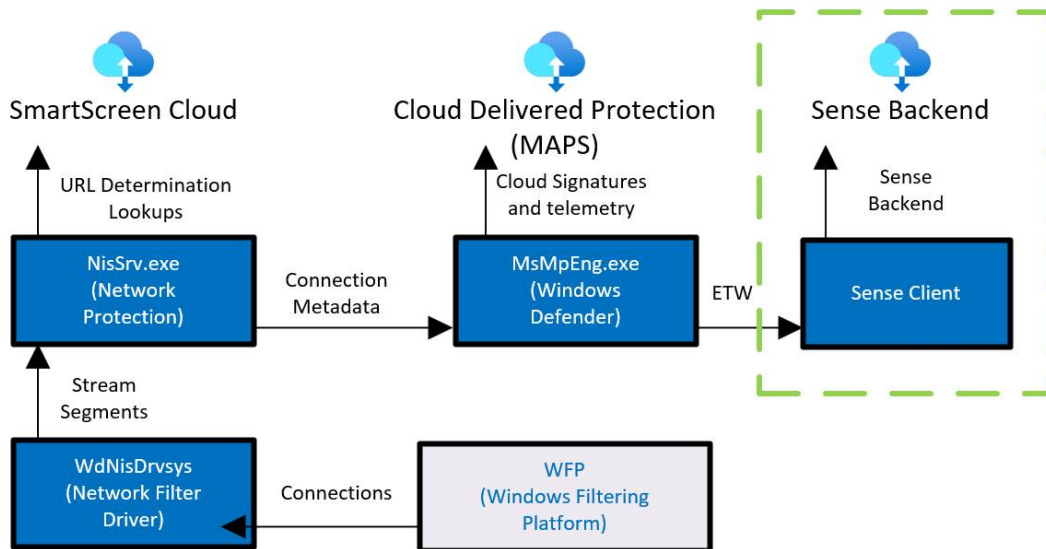 SmartScreen Cloud
Cloud Delivered Protection
(MAPS)
Sense Backend
URL Determination
Lookups
Cloud Signatures
and telemetry
Sense
Backend
NisSrv.exe
(Network
Protection)
Connection
Metadata
MsMpEng.exe
(Windows
Defender)
ETW
Sense Client
Stream
Segments
WdNisDrvsys
(Network Filter
Driver)
Connections
WFP
(Windows Filtering
Platform)